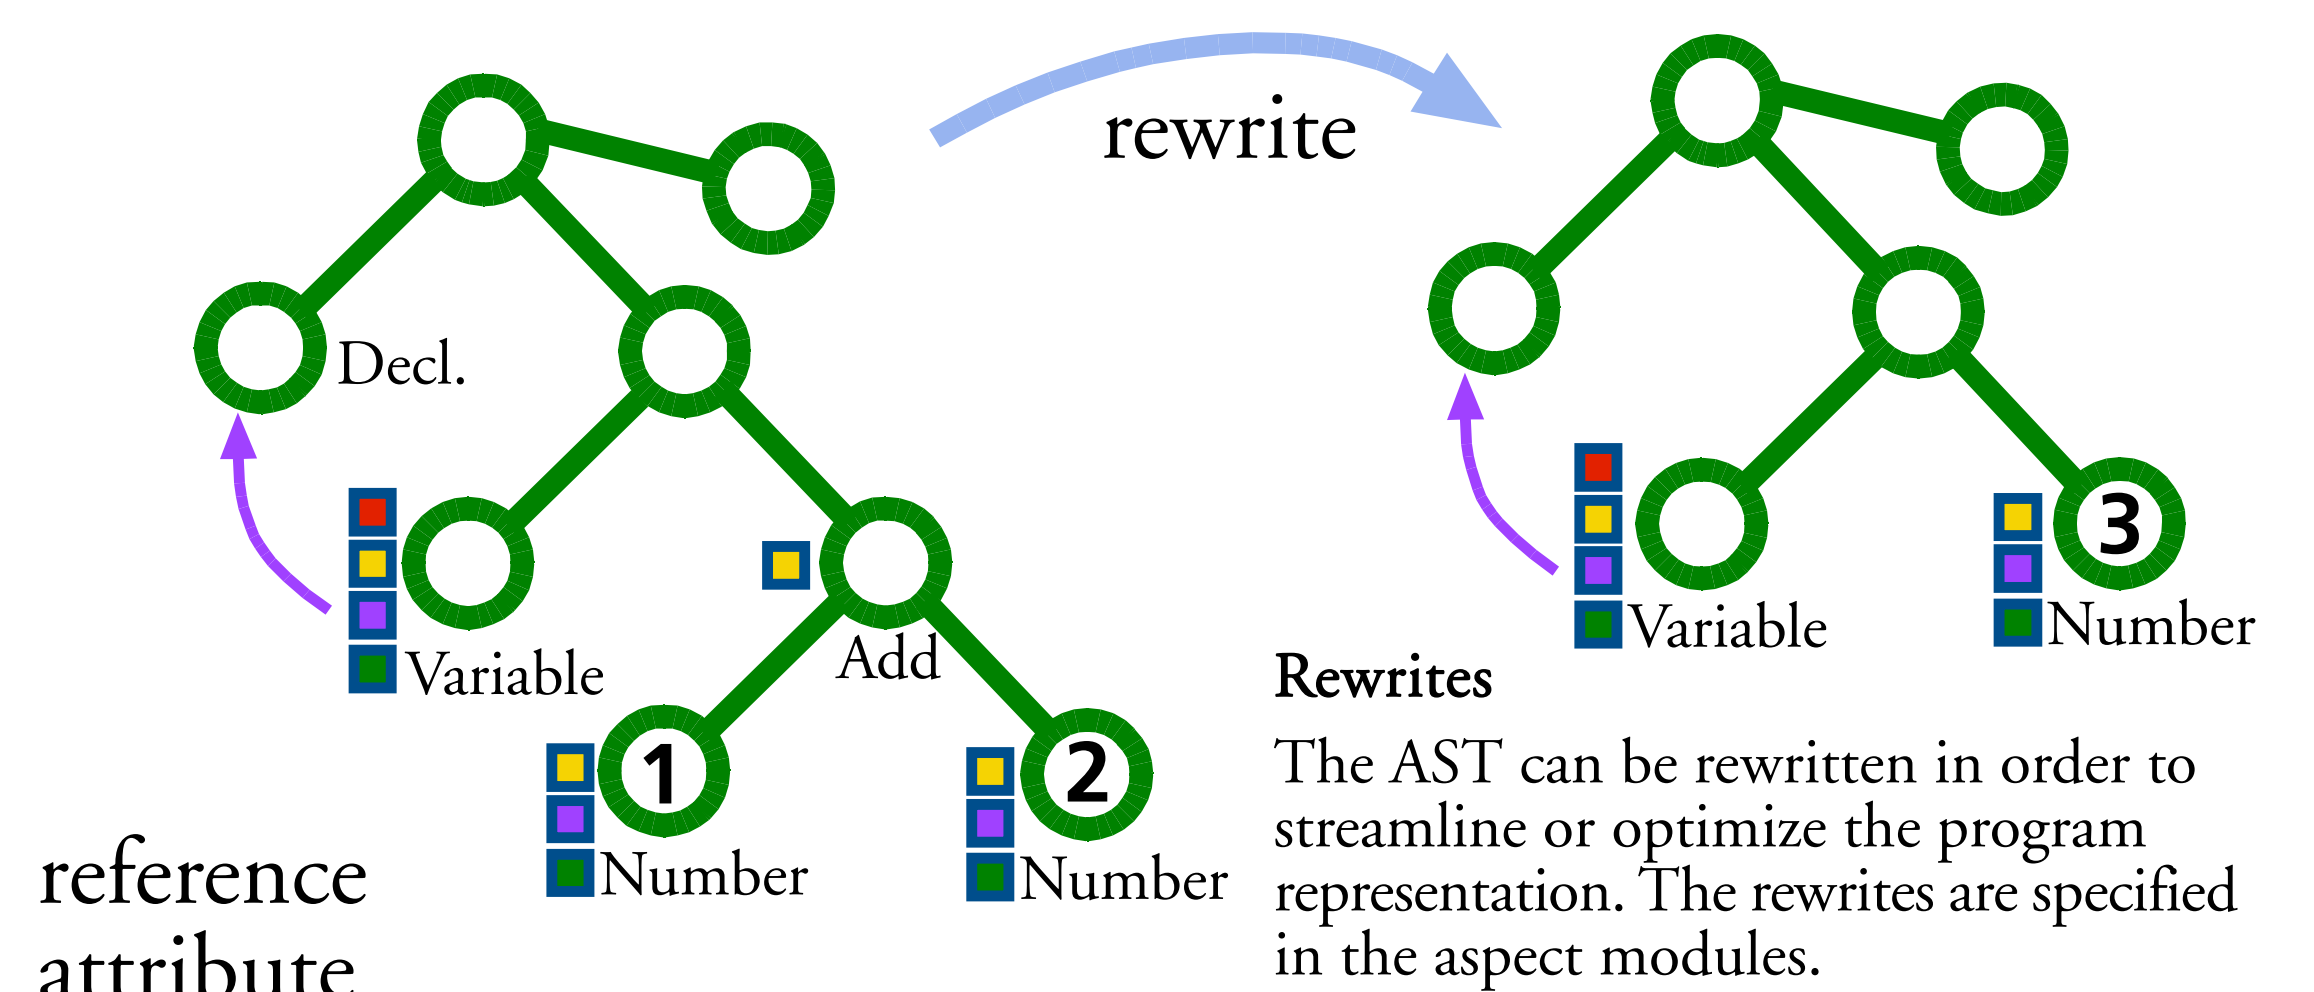 rewrite
Decl.
3
Variable
Number
Variable
Add
1
2
Number
Number
reference
attribute
Rewrites
The AST can be rewritten in order to
streamline or optimize the program
representation. The rewrites are specified
in the aspect modules.